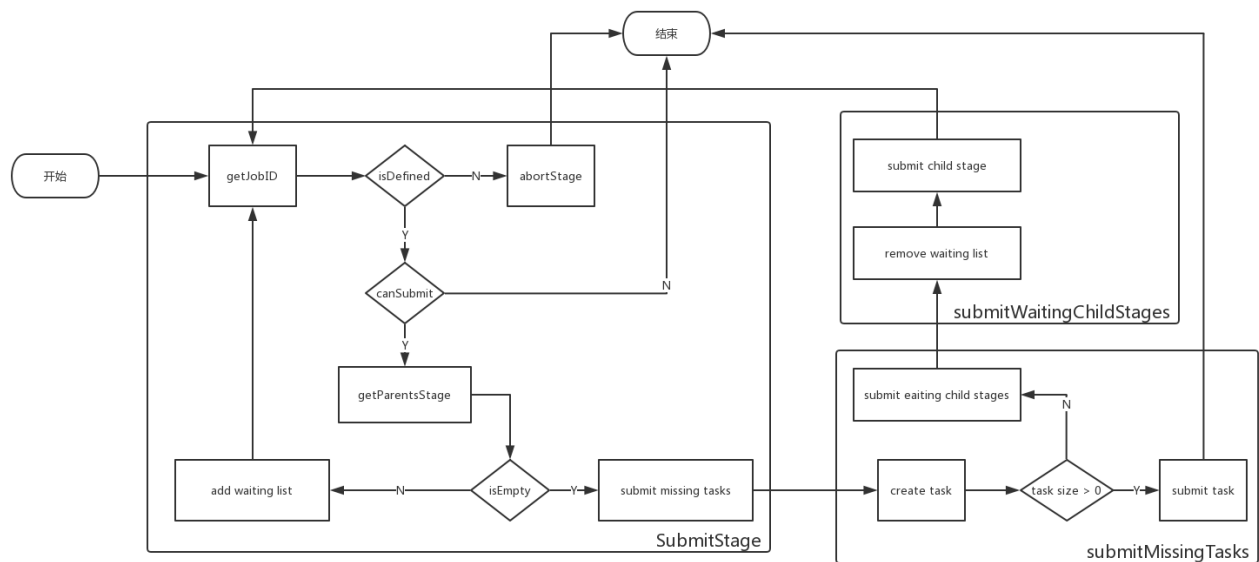 结束
开始
getJobID
isDefined
N
abortStage
submit child stage
Y
remove waiting list
canSubmit
N
submitWaitingChildStages
Y
getParentsStage
submit eaiting child stages
N
add waiting list
N
isEmpty
Y
submit missing tasks
create task
task size > 0
Y
submit task
SubmitStage
submitMissingTasks